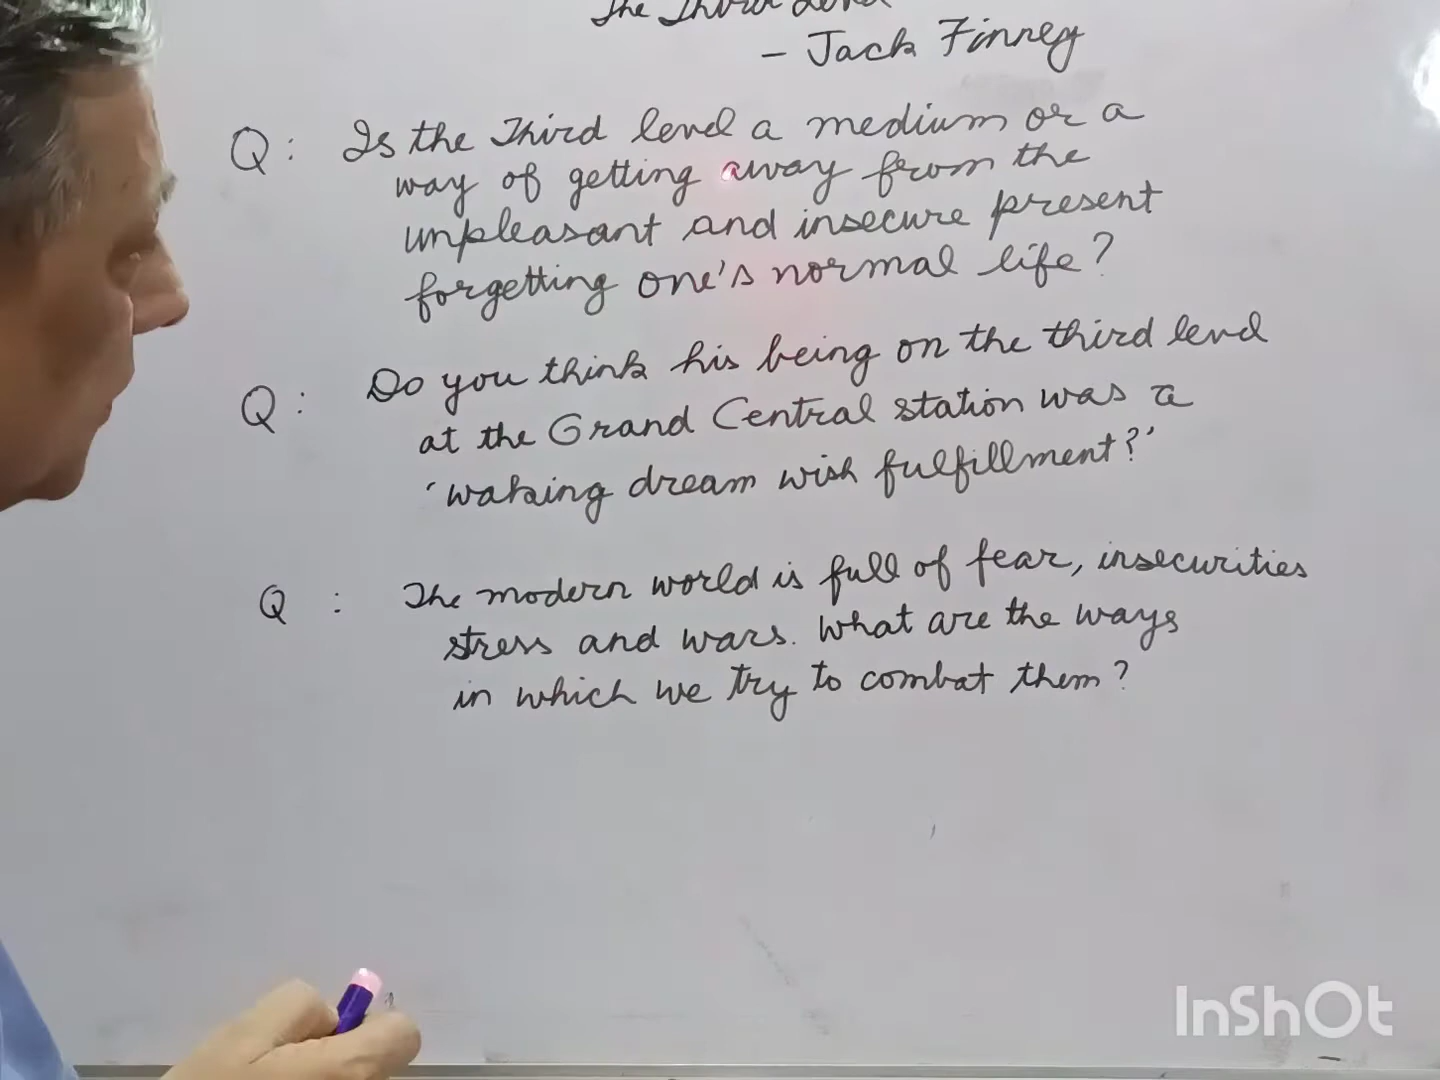 The Third Level
- Jack Finney
Q: Is the Third level a medium or a
way of getting away from the
unpleasant and insecure present
forgetting one's normal life?
Q: Do you think his being on the third level
at the Grand Central station was a
'waking dream wish fulfillment?'
Q : The modern world is full of fear, insecurities
stress and wars. What are the ways
in which we try to combat them?
InShOt